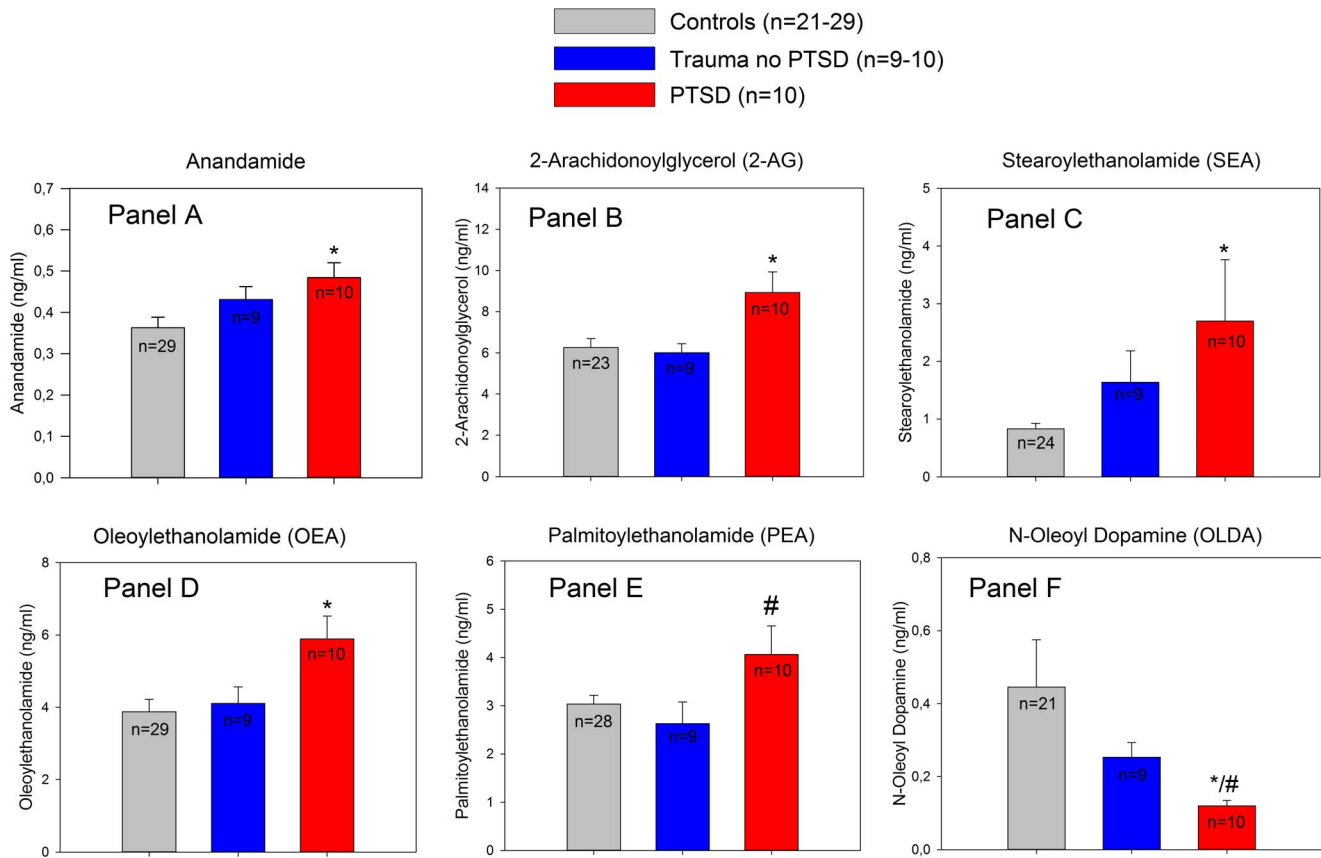 Controls (n=21-29)
Trauma no PTSD (n=9-10)
PTSD (n=10)
Anandamide
Panel A
Anandamide (ng/ml)
0,7
0,6
0,5
0,4
0,3
0,2
0,1
0,0
n=29
n=9
*
n=10
2-Arachidonoylglycerol (2-AG)
Panel B
2-Arachidonoylglycerol (ng/ml)
14
12
10
8
6
4
2
0
n=23
n=9
*
n=10
Stearoylethanolamide (SEA)
Panel C
Stearoylethanolamide (ng/ml)
5
4
3
2
1
0
n=24
n=9
*
n=10
Oleoylethanolamide (OEA)
Panel D
Oleoylethanolamide (ng/ml)
8
6
4
2
0
n=29
n=9
*
n=10
Palmitoylethanolamide (PEA)
Panel E
Palmitoylethanolamide (ng/ml)
6
5
4
3
2
1
0
n=28
n=9
#
n=10
N-Oleoyl Dopamine (OLDA)
Panel F
N-Oleoyl Dopamine (ng/ml)
0,8
0,6
0,4
0,2
0,0
n=21
n=9
*/#
n=10